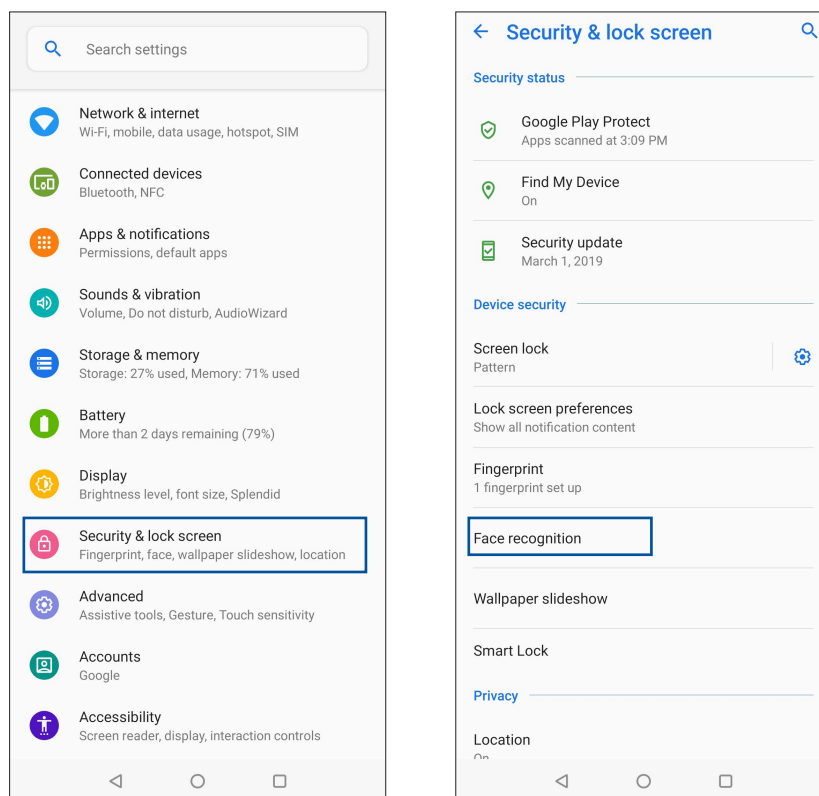 Search settings
Network & internet
Wi-Fi, mobile, data usage, hotspot, SIM
Connected devices
Bluetooth, NFC
Apps & notifications
Permissions, default apps
Sounds & vibration
Volume, Do not disturb, AudioWizard
Storage & memory
Storage: 27% used, Memory: 71% used
Battery
More than 2 days remaining (79%)
Display
Brightness level, font size, Splendid
Security & lock screen
Fingerprint, face, wallpaper slideshow, location
Advanced
Assistive tools, Gesture, Touch sensitivity
Accounts
Google
Accessibility
Screen reader, display, interaction controls
Security & lock screen
Security status
Google Play Protect
Apps scanned at 3:09 PM
Find My Device
On
Security update
March 1, 2019
Device security
Screen lock
Pattern
Lock screen preferences
Show all notification content
Fingerprint
1 fingerprint set up
Face recognition
Wallpaper slideshow
Smart Lock
Privacy
Location
On